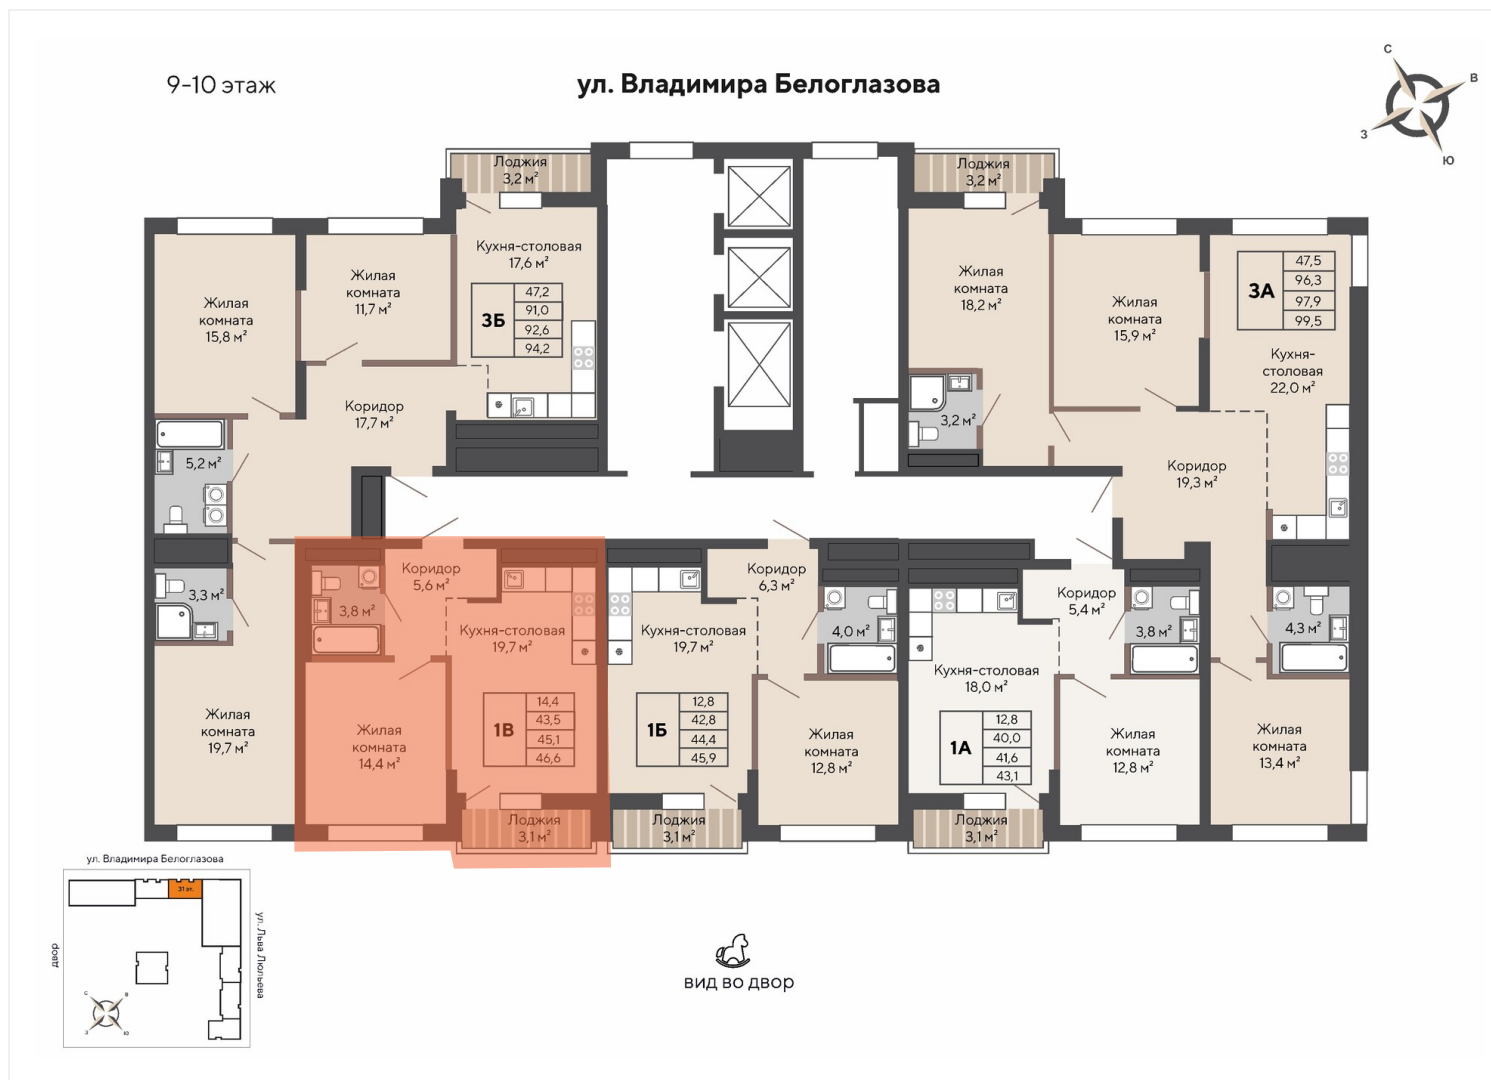 9-10 этаж
ул. Владимира Белоглазова
С
В
З
Ю
Лоджия
3,2 м²
Кухня-столовая
17,6 м²
3Б
47,2
91,0
92,6
94,2
Жилая
комната
11,7 м²
Жилая
комната
15,8 м²
Коридор
17,7 м²
5,2 м²
3,3 м²
Жилая
комната
19,7 м²
Лоджия
3,2 м²
Жилая
комната
18,2 м²
Жилая
комната
15,9 м²
3А
47,5
96,3
97,9
99,5
Кухня-
столовая
22,0 м²
3,2 м²
Коридор
19,3 м²
4,3 м²
Жилая
комната
13,4 м²
Коридор
5,6 м²
3,8 м²
Кухня-столовая
19,7 м²
1В
14,4
43,5
45,1
46,6
Жилая
комната
14,4 м²
Лоджия
3,1 м²
Коридор
6,3 м²
4,0 м²
Кухня-столовая
19,7 м²
1Б
12,8
42,8
44,4
45,9
Жилая
комната
12,8 м²
Лоджия
3,1 м²
Коридор
5,4 м²
3,8 м²
Кухня-столовая
18,0 м²
1А
12,8
40,0
41,6
43,1
Жилая
комната
12,8 м²
Лоджия
3,1 м²
ул. Владимира Белоглазова
31 эт.
ул. Льва Люльева
двор
С
В
З
Ю
вид во двор